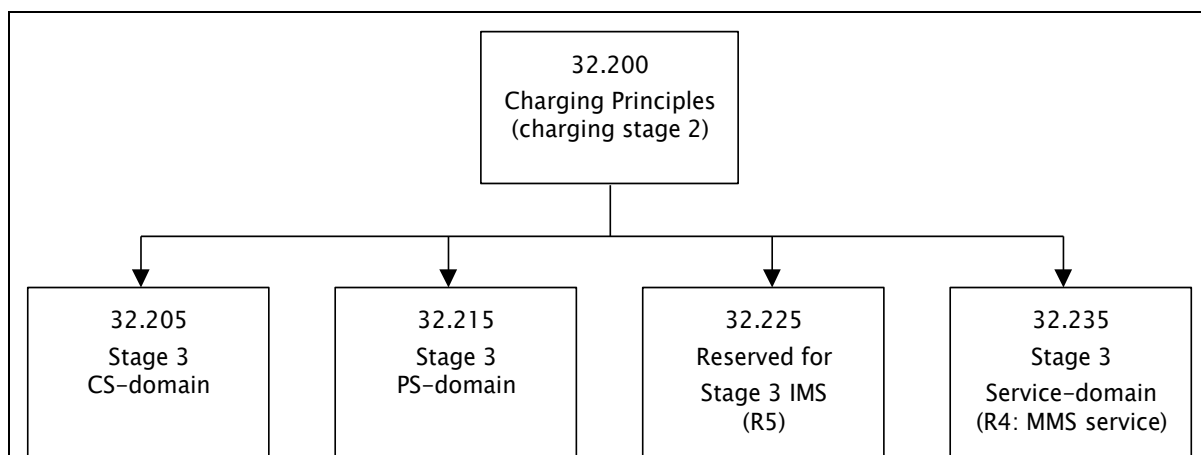 32.200
Charging Principles
(charging stage 2)
32.205
Stage 3
CS-domain
32.215
Stage 3
PS-domain
32.225
Reserved for
Stage 3 IMS
(R5)
32.235
Stage 3
Service-domain
(R4: MMS service)